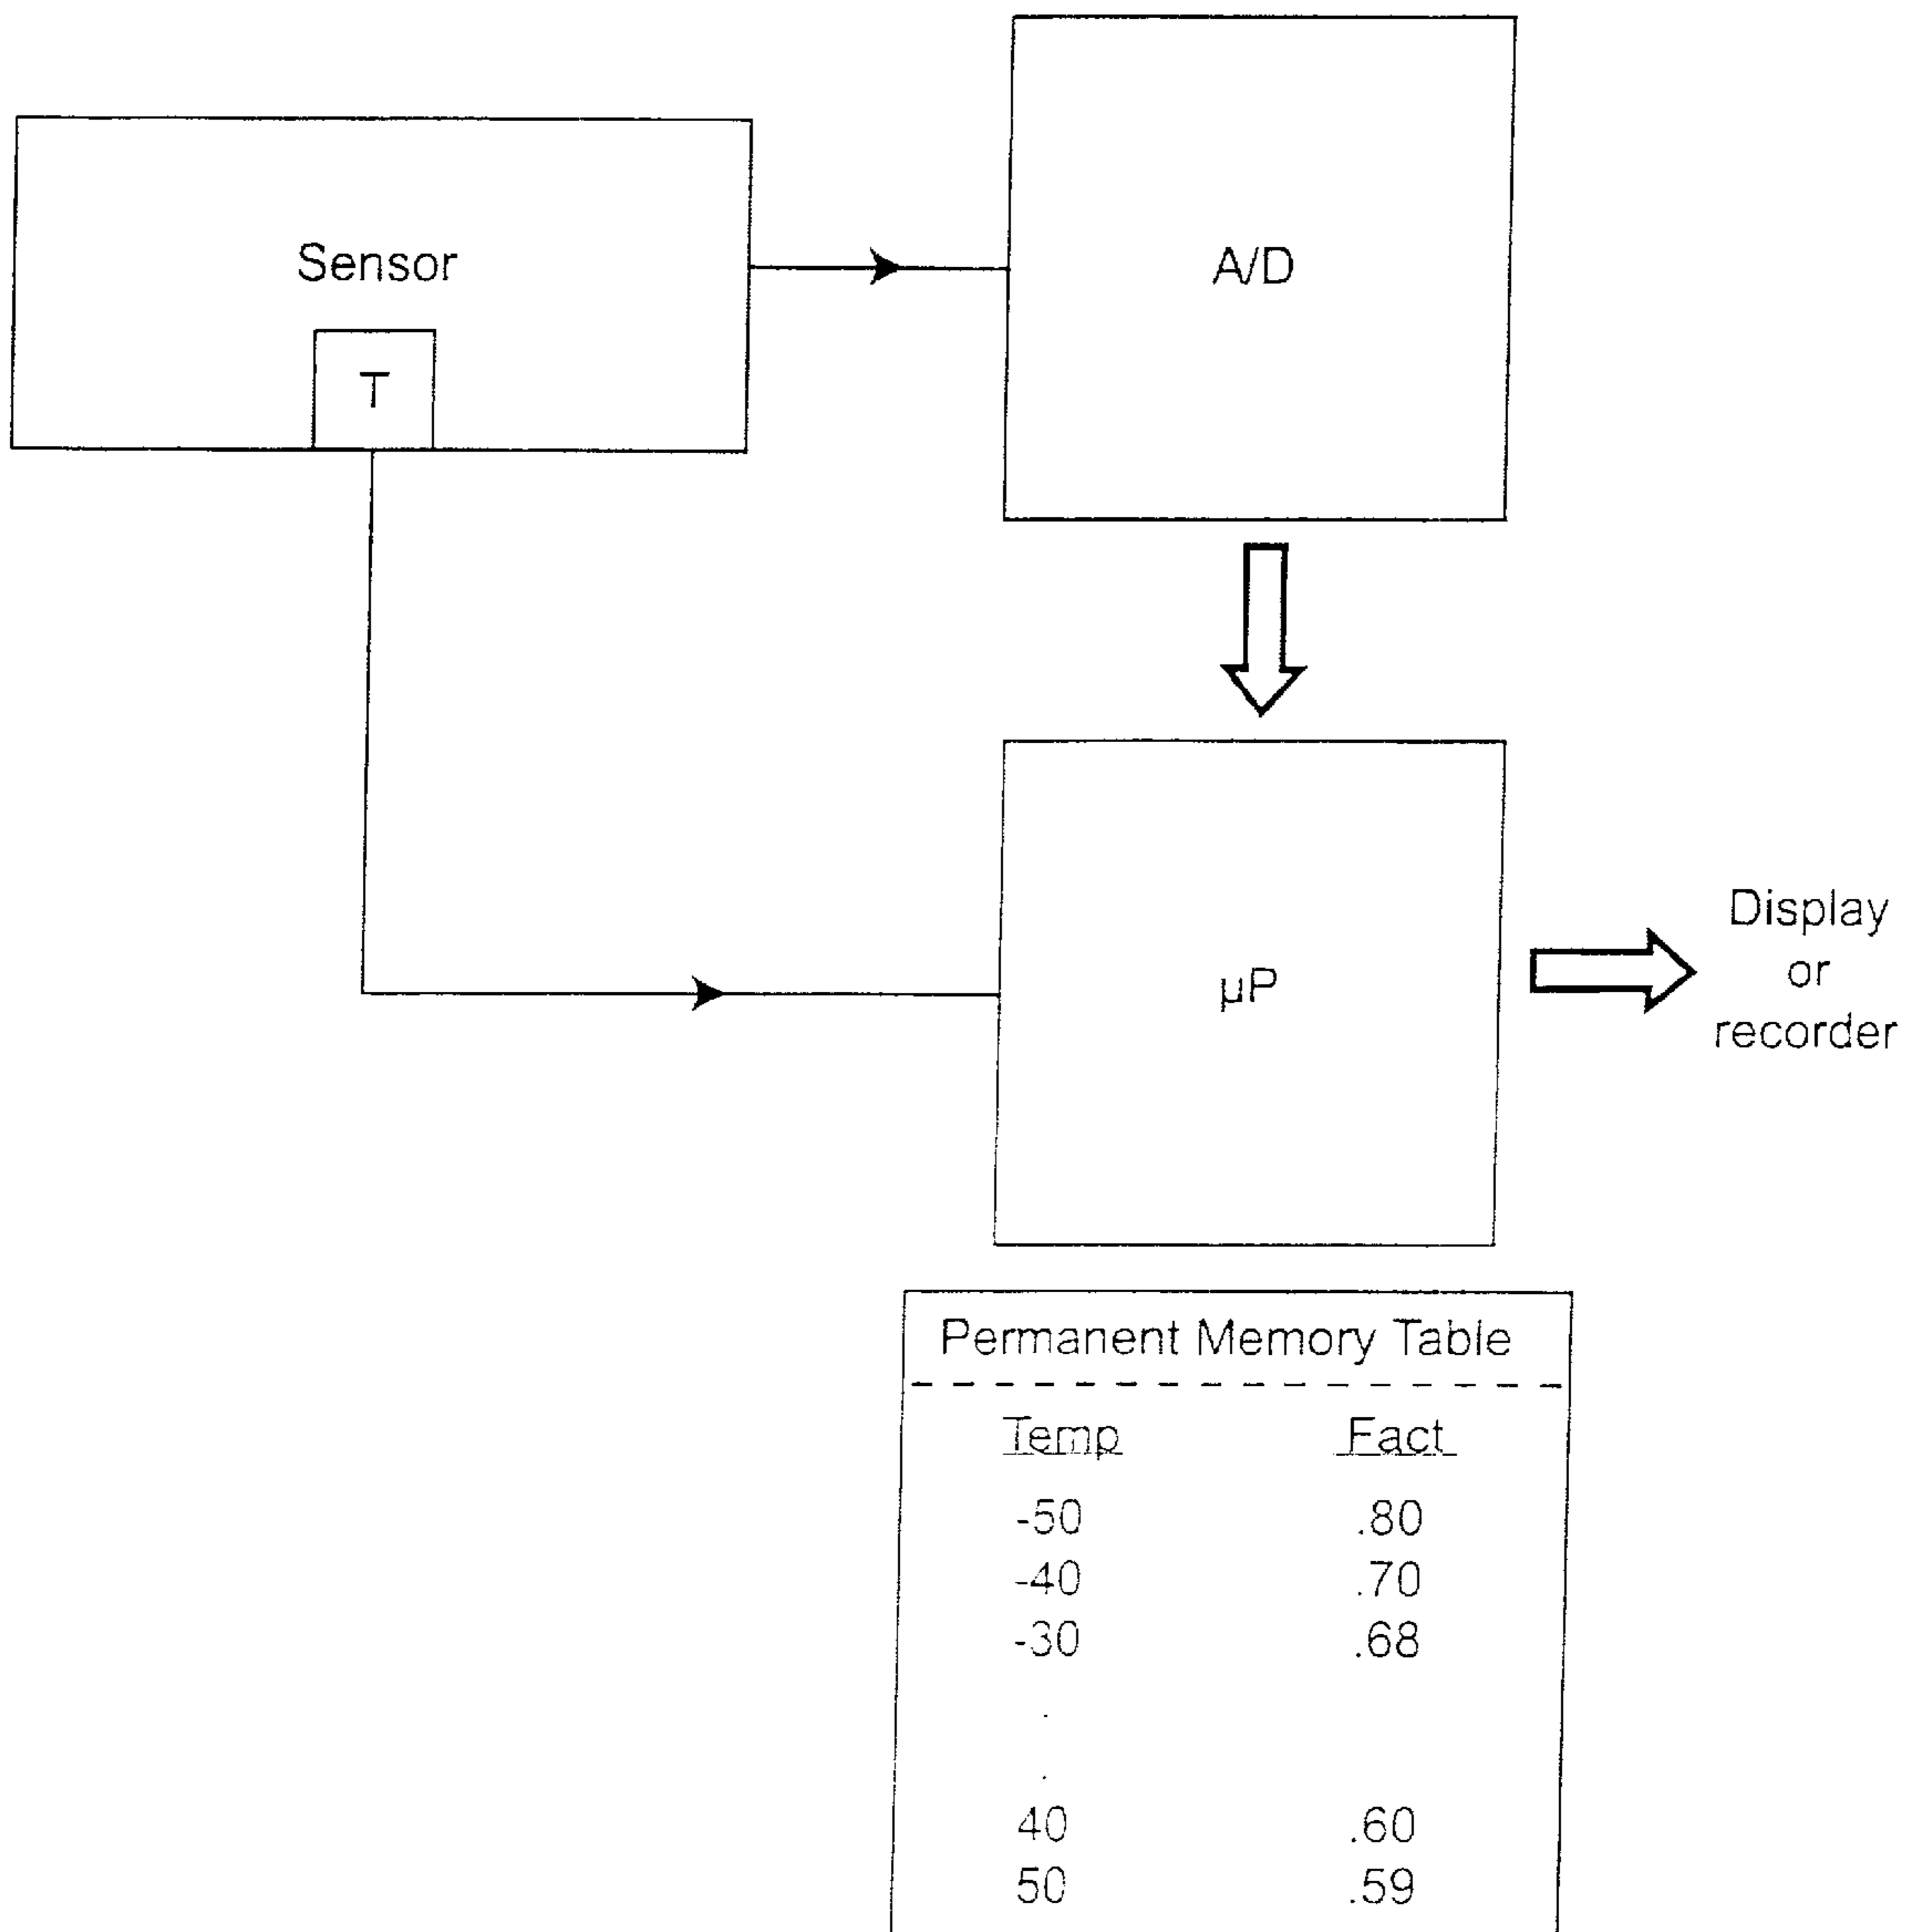 Sensor
T
A/D
µP
Display
or
recorder
Permanent Memory Table
Temp Fact
-50 .80
-40 .70
-30 .68
.
.
40 .60
50 .59